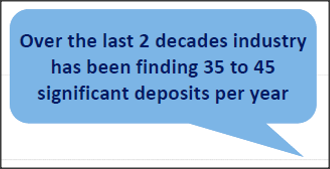 Over the last 2 decades industry
has been finding 35 to 45
significant deposits per year